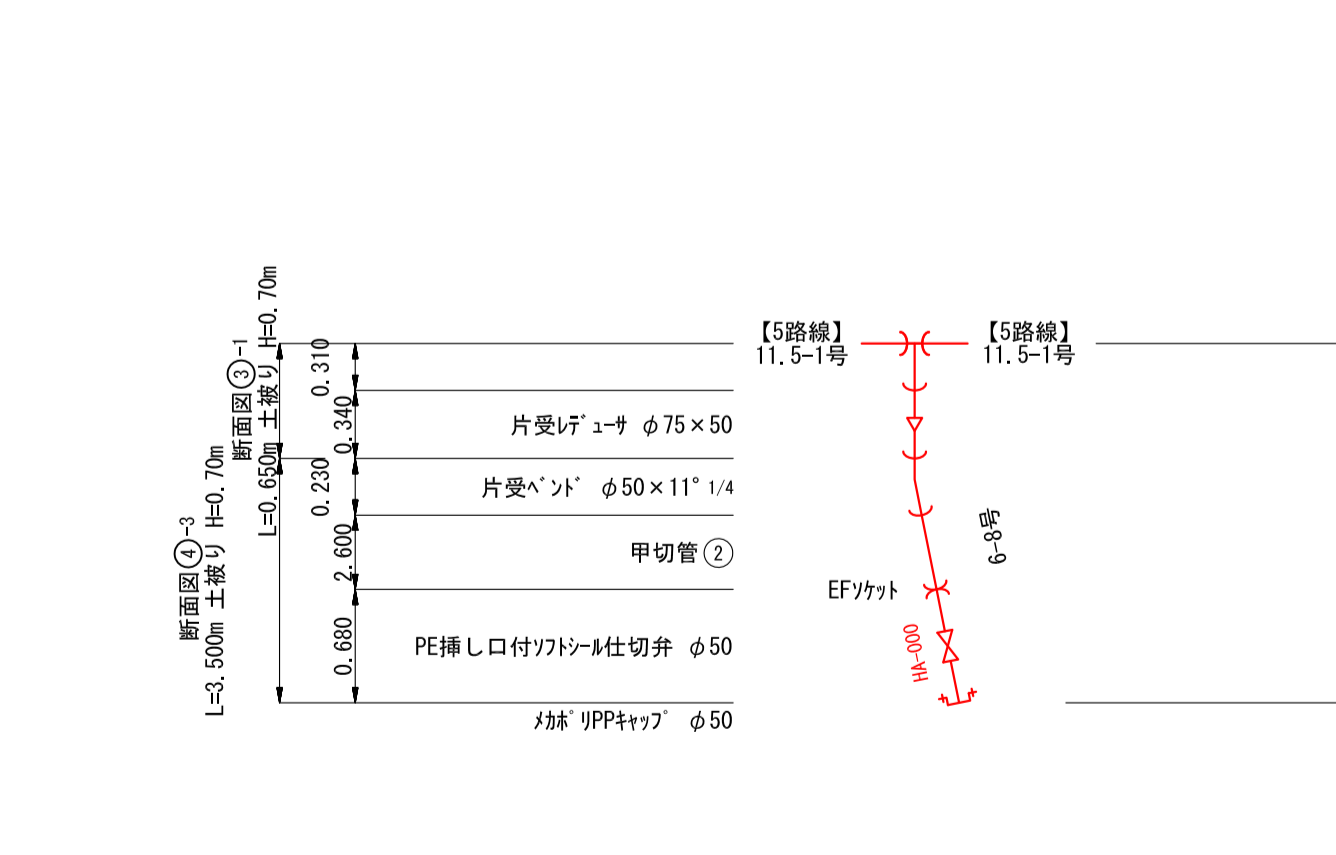 断面図③-1
L=0.650m 土被り H=0.70m
断面図④-3
L=3.500m 土被り H=0.70m
0.310
0.340
0.230
2.600
0.680
片受ﾚﾃﾞｭｰｻ φ75×50
片受ﾍﾞﾝﾄﾞ φ50×11°1/4
甲切管②
PE挿し口付ｿﾌﾄｼｰﾙ仕切弁 φ50
ﾒｶﾎﾟﾘPPｷｬｯﾌﾟ φ50
【5路線】
11.5-1号
【5路線】
11.5-1号
6-8号
EFｿｹｯﾄ
HA-000